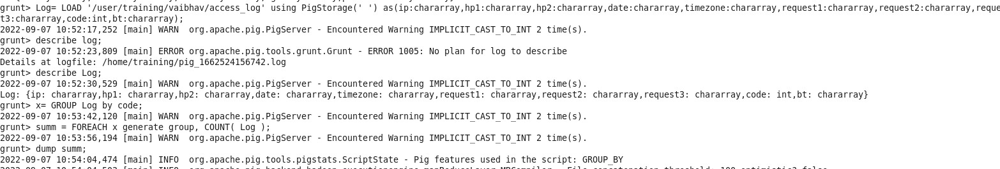 grunt> Log= LOAD '/user/training/vaibhav/access_log' using PigStorage(' ') as(ip:chararray,hp1:chararray,hp2:chararray,date:chararray,timezone:chararray,request1:chararray,request2:chararray,reque
t3:chararray,code:int,bt:chararray);
2022-09-07 10:52:17,252 [main] WARN  org.apache.pig.PigServer - Encountered Warning IMPLICIT_CAST_TO_INT 2 time(s).
grunt> describe log;
2022-09-07 10:52:23,809 [main] ERROR org.apache.pig.tools.grunt.Grunt - ERROR 1005: No plan for log to describe
Details at logfile: /home/training/pig_1662524156742.log
grunt> describe Log;
2022-09-07 10:52:30,529 [main] WARN  org.apache.pig.PigServer - Encountered Warning IMPLICIT_CAST_TO_INT 2 time(s).
Log: {ip: chararray,hp1: chararray,hp2: chararray,date: chararray,timezone: chararray,request1: chararray,request2: chararray,request3: chararray,code: int,bt: chararray}
grunt> x= GROUP Log by code;
2022-09-07 10:53:42,120 [main] WARN  org.apache.pig.PigServer - Encountered Warning IMPLICIT_CAST_TO_INT 2 time(s).
grunt> summ = FOREACH x generate group, COUNT( Log );
2022-09-07 10:53:56,194 [main] WARN  org.apache.pig.PigServer - Encountered Warning IMPLICIT_CAST_TO_INT 2 time(s).
grunt> dump summ;
2022-09-07 10:54:04,474 [main] INFO  org.apache.pig.tools.pigstats.ScriptState - Pig features used in the script: GROUP_BY